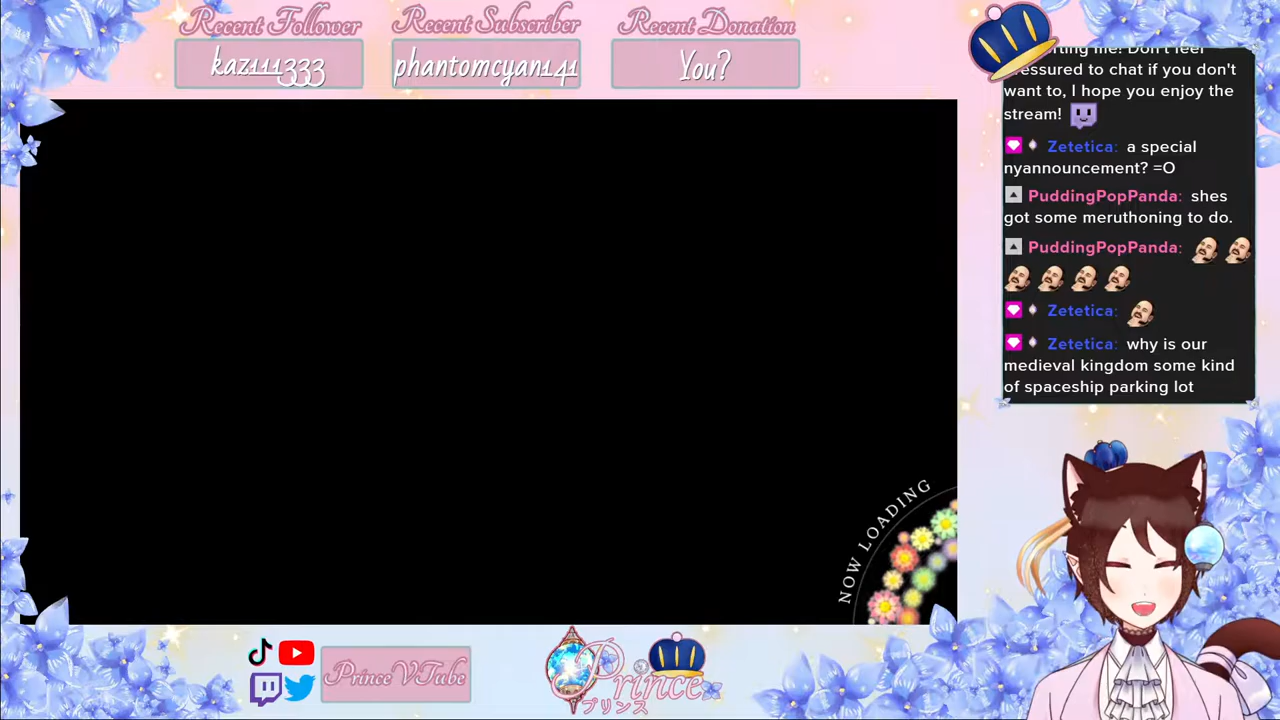 Recent Follower
kaz111333
Recent Subscriber
phantomcyan141
Recent Donation
You?
ressured to chat if you don't
want to, I hope you enjoy the
stream!
Zetetica: a special
nyannouncement? =O
PuddingPopPanda: shes
got some meruthoning to do.
PuddingPopPanda:
Zetetica:
Zetetica: why is our
medieval kingdom some kind
of spaceship parking lot
NOW LOADING
Prince VTube
Prince
プリンス